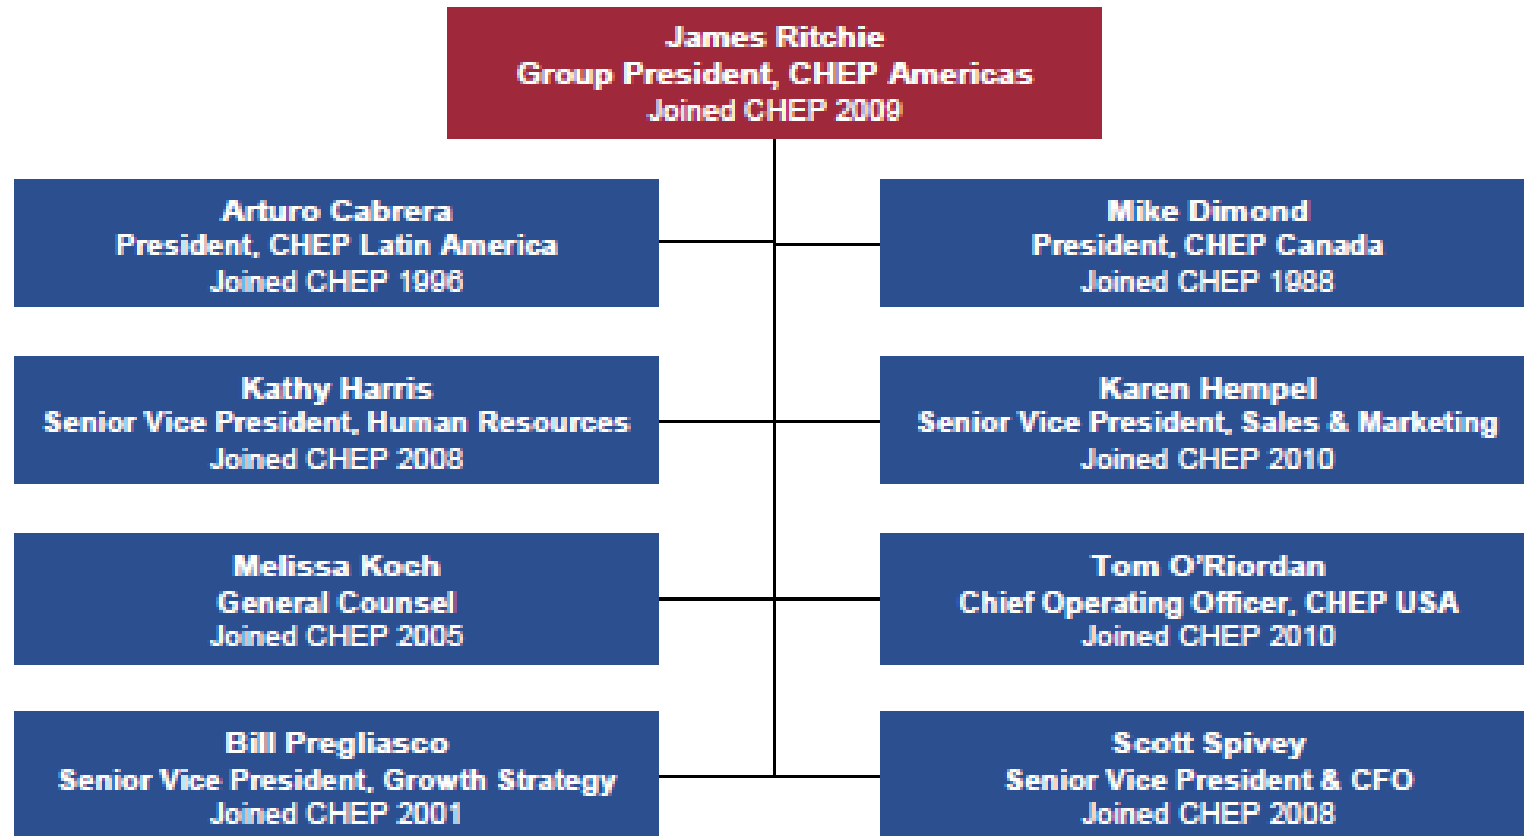 James Ritchie
Group President, CHEP Americas
Joined CHEP 2009
Arturo Cabrera
President, CHEP Latin America
Joined CHEP 1996
Mike Dimond
President, CHEP Canada
Joined CHEP 1988
Kathy Harris
Senior Vice President, Human Resources
Joined CHEP 2008
Karen Hempel
Senior Vice President, Sales & Marketing
Joined CHEP 2010
Melissa Koch
General Counsel
Joined CHEP 2005
Tom O’Riordan
Chief Operating Officer, CHEP USA
Joined CHEP 2010
Bill Pregliasco
Senior Vice President, Growth Strategy
Joined CHEP 2001
Scott Spivey
Senior Vice President & CFO
Joined CHEP 2008